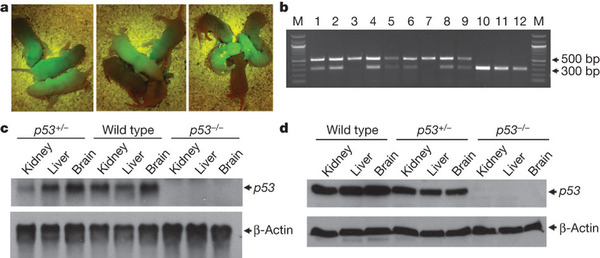 a
b
M 1 2 3 4 5 6 7 8 9 10 11 12 M
500 bp
300 bp
c
p53+/– Wild type p53–/–
Kidney Liver Brain Kidney Liver Brain Kidney Liver Brain
p53
β-Actin
d
Wild type p53+/– p53–/–
Kidney Liver Brain Kidney Liver Brain Kidney Liver Brain
p53
β-Actin